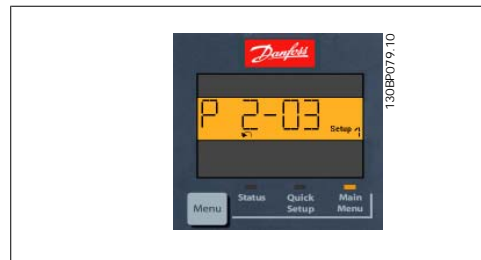 Danfoss
P 2-03
Setup 1
Status
Quick Setup
Main Menu
Menu
130BP079.10